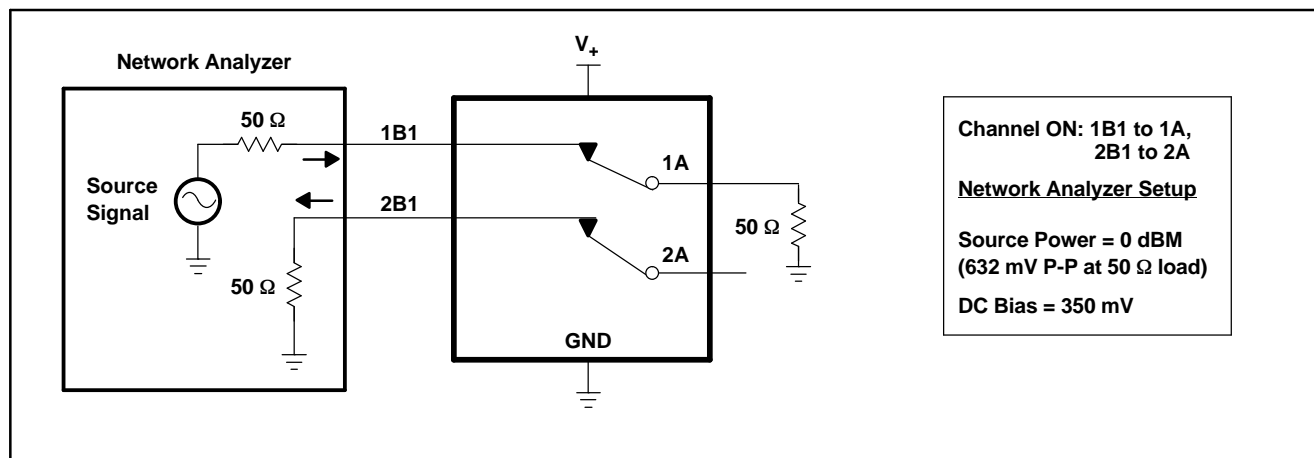 Network Analyzer
50 Ω
Source
Signal
50 Ω
1B1
2B1
V+
1A
2A
GND
50 Ω
Channel ON: 1B1 to 1A,
2B1 to 2A
Network Analyzer Setup
Source Power = 0 dBM
(632 mV P-P at 50 Ω load)
DC Bias = 350 mV